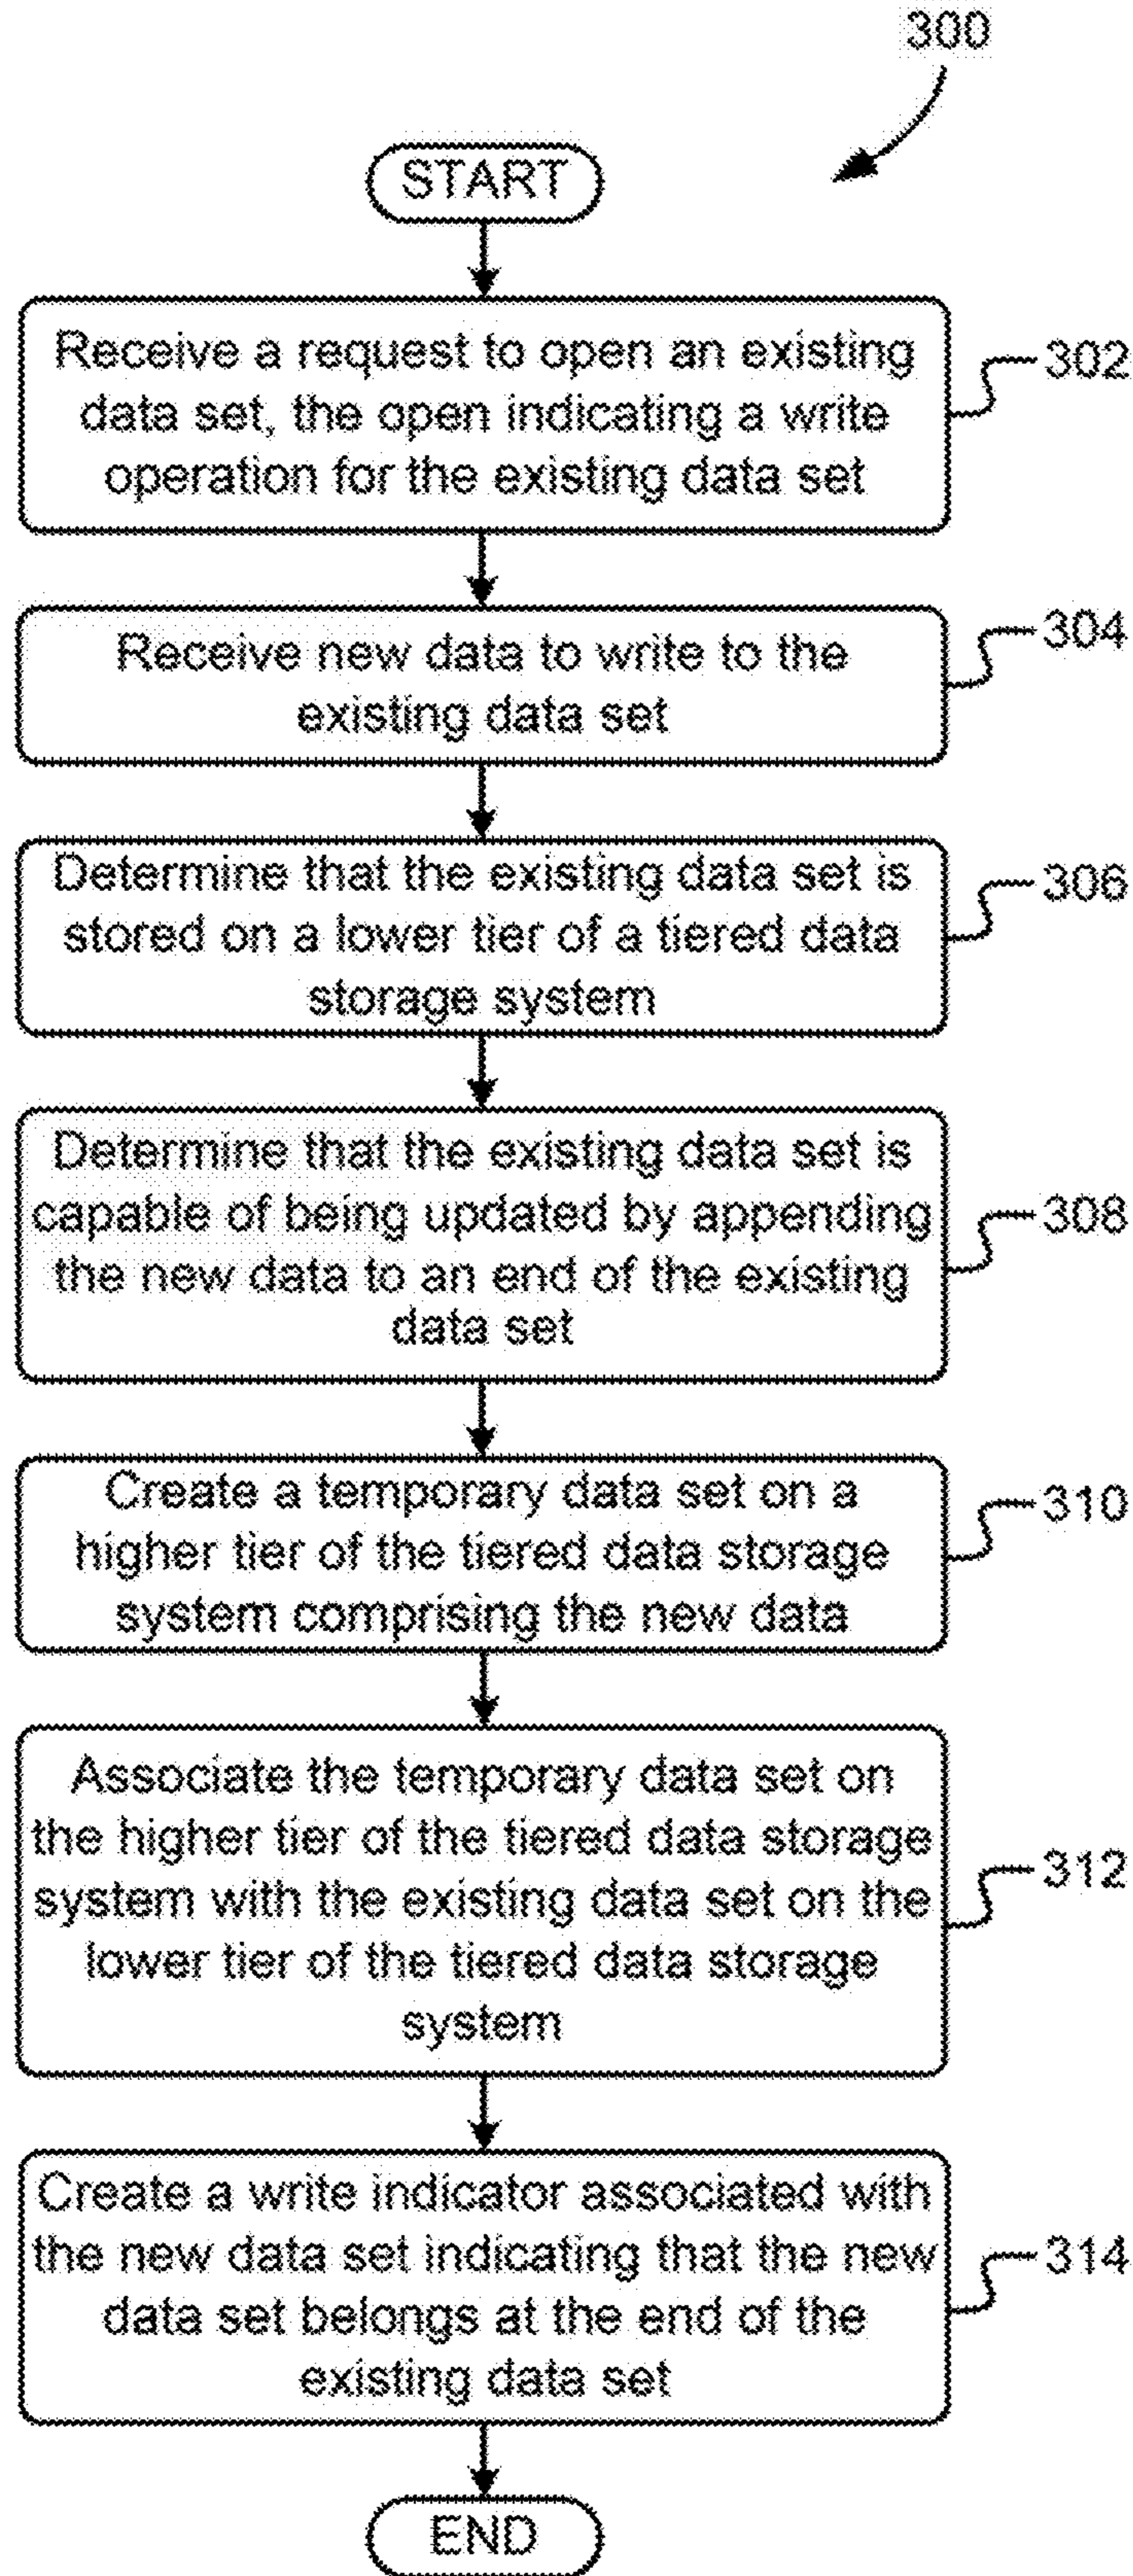 300
START
Receive a request to open an existing
data set, the open indicating a write
operation for the existing data set
302
Receive new data to write to the
existing data set
304
Determine that the existing data set is
stored on a lower tier of a tiered data
storage system
306
Determine that the existing data set is
capable of being updated by appending
the new data to an end of the existing
data set
308
Create a temporary data set on a
higher tier of the tiered data storage
system comprising the new data
310
Associate the temporary data set on
the higher tier of the tiered data storage
system with the existing data set on the
lower tier of the tiered data storage
system
312
Create a write indicator associated with
the new data set indicating that the new
data set belongs at the end of the
existing data set
314
END